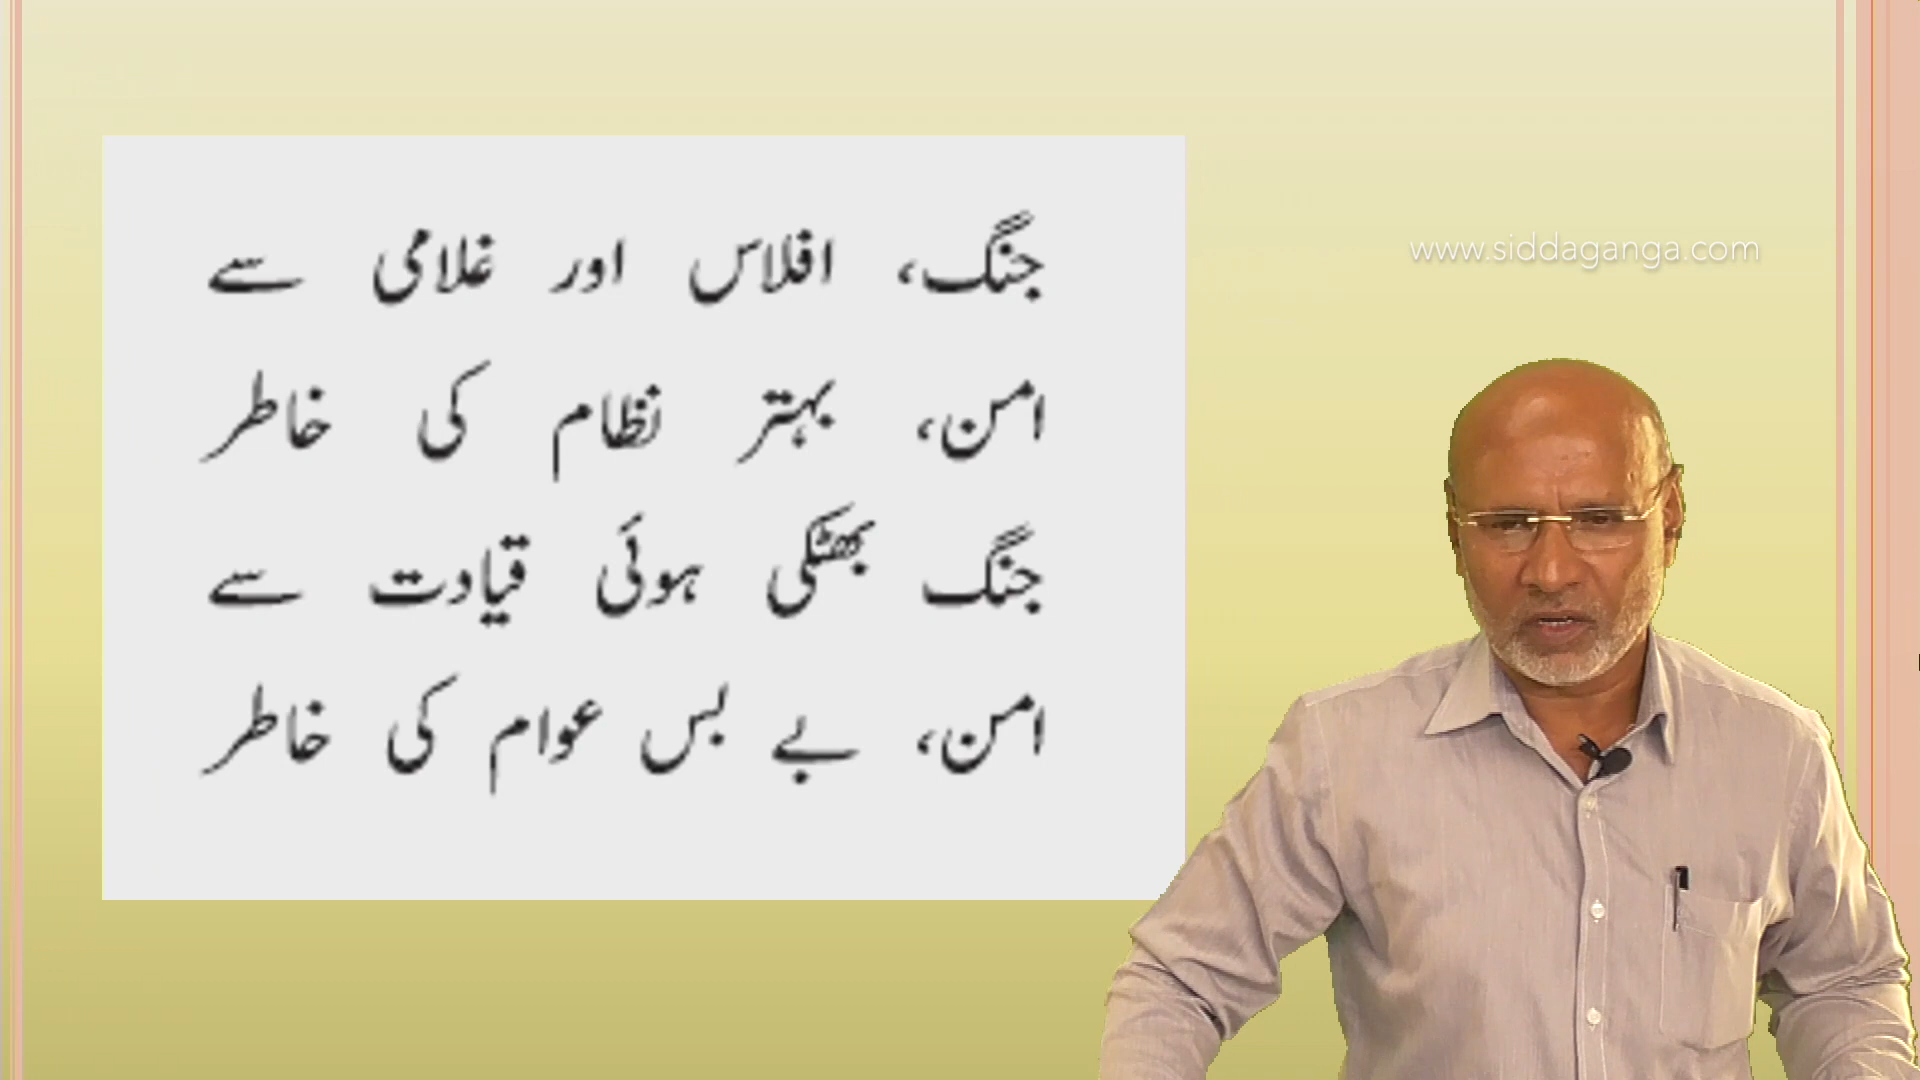 جنگ، افلاس اور غلامی سے
امن، بہتر نظام کی خاطر
جنگ بھٹکی ہوئی قیادت سے
امن، بے بس عوام کی خاطر
www.siddaganga.com